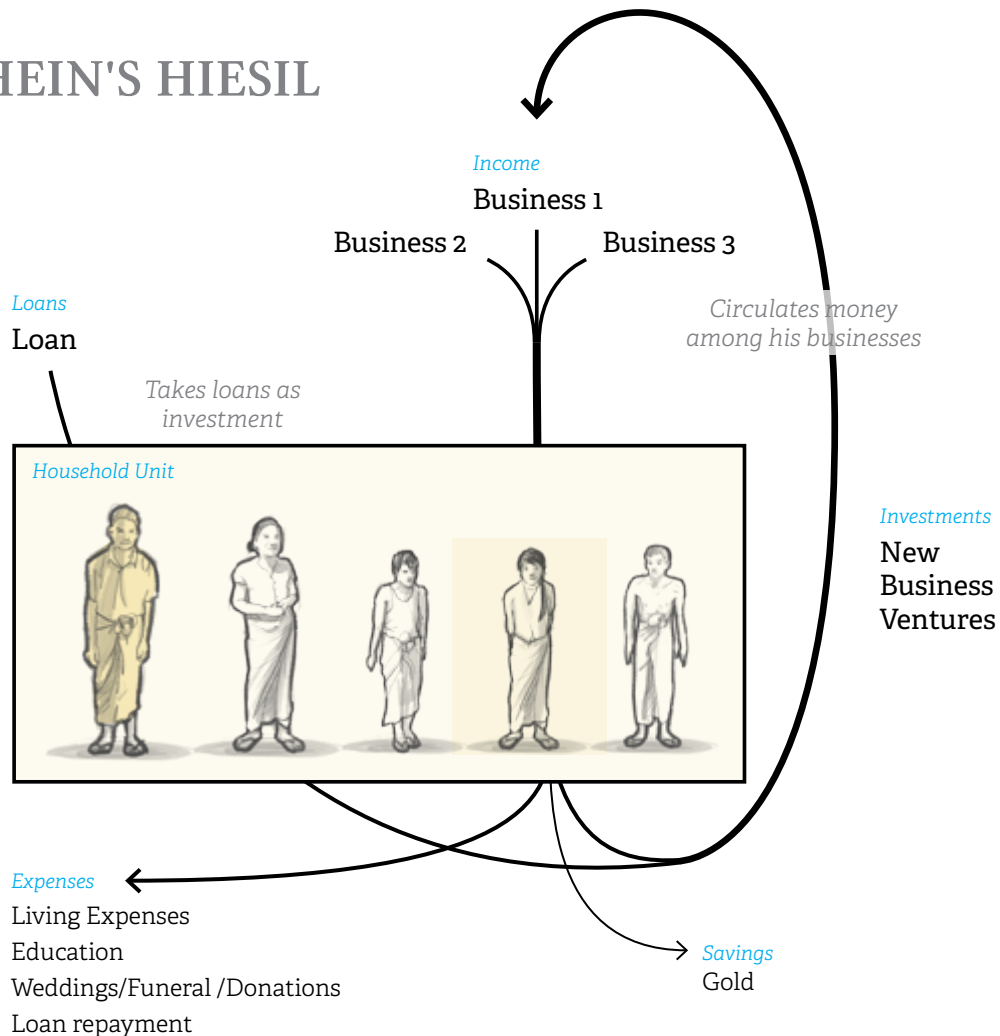 HEIN'S HIESIL
Income
Business 1
Business 2
Business 3
Loans
Loan
Circulates money
among his businesses
Takes loans as
investment
Household Unit
Investments
New
Business
Ventures
Expenses
Living Expenses
Education
Weddings/Funeral /Donations
Loan repayment
Savings
Gold